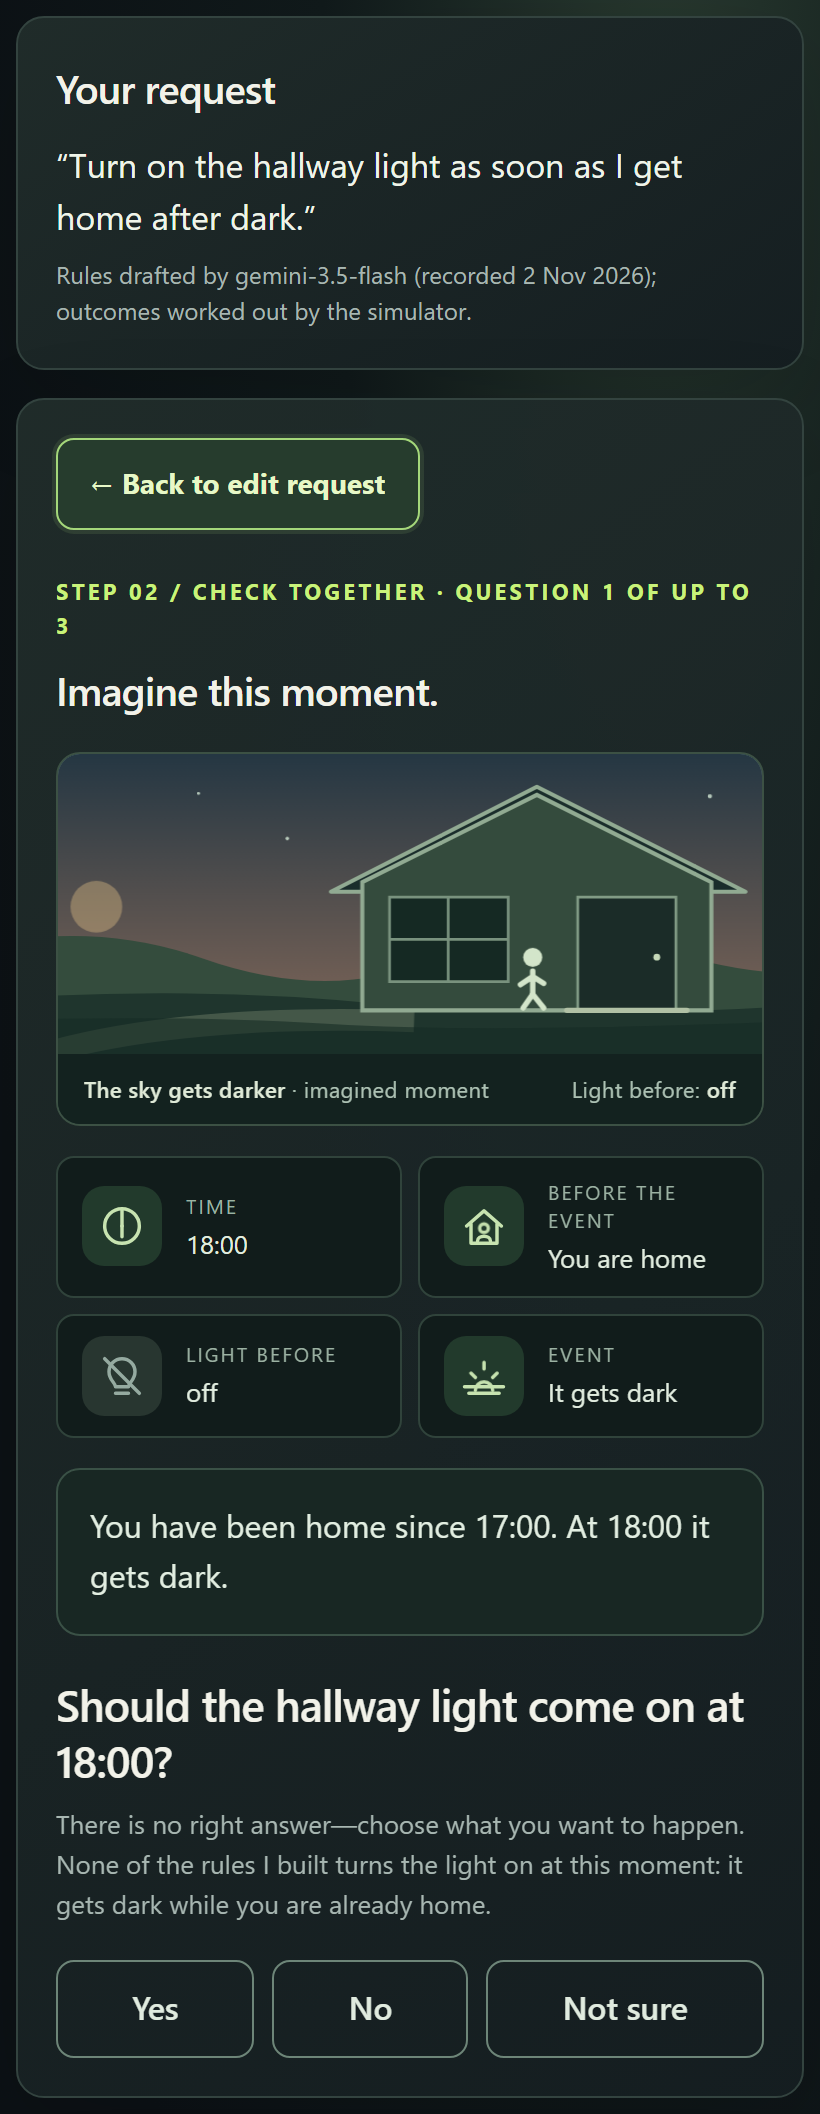 Your request
“Turn on the hallway light as soon as I get
home after dark.”
Rules drafted by gemini-3.5-flash (recorded 2 Nov 2026);
outcomes worked out by the simulator.
← Back to edit request
STEP 02 / CHECK TOGETHER · QUESTION 1 OF UP TO
3
Imagine this moment.
The sky gets darker · imagined moment
Light before: off
TIME
18:00
BEFORE THE
EVENT
You are home
LIGHT BEFORE
off
EVENT
It gets dark
You have been home since 17:00. At 18:00 it
gets dark.
Should the hallway light come on at
18:00?
There is no right answer—choose what you want to happen.
None of the rules I built turns the light on at this moment: it
gets dark while you are already home.
Yes
No
Not sure